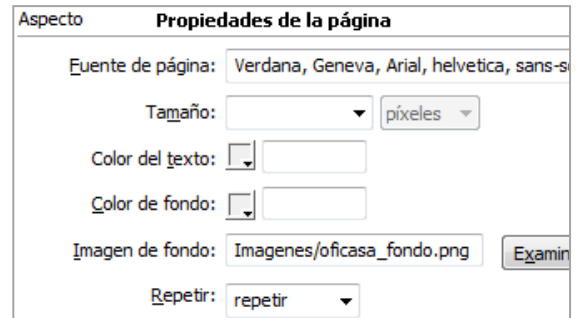 Aspecto Propiedades de la página
Fuente de página: Verdana, Geneva, Arial, helvetica,
Tamaño: píxeles
Color del texto:
Color de fondo:
Imagen de fondo: Imagenes/oficasa_fondo.png Examin
Repetir: repetir